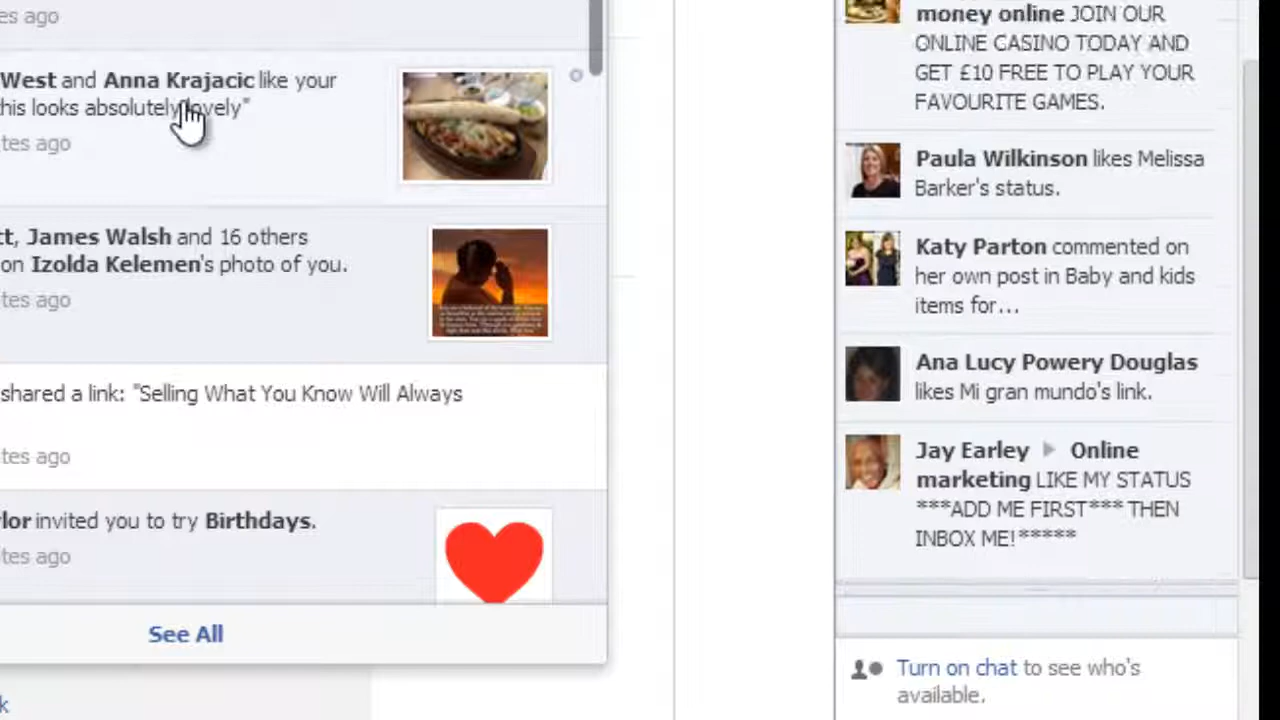 es ago
West and Anna Krajacic like your
his looks absolutely lovely"
tes ago
tt, James Walsh and 16 others
on Izolda Kelemen's photo of you.
tes ago
shared a link: "Selling What You Know Will Always
tes ago
lor invited you to try Birthdays.
tes ago
See All
k
money online JOIN OUR
ONLINE CASINO TODAY AND
GET £10 FREE TO PLAY YOUR
FAVOURITE GAMES.
Paula Wilkinson likes Melissa
Barker's status.
Katy Parton commented on
her own post in Baby and kids
items for...
Ana Lucy Powery Douglas
likes Mi gran mundo's link.
Jay Earley ▶ Online
marketing LIKE MY STATUS
***ADD ME FIRST*** THEN
INBOX ME!*****
Turn on chat to see who's
available.